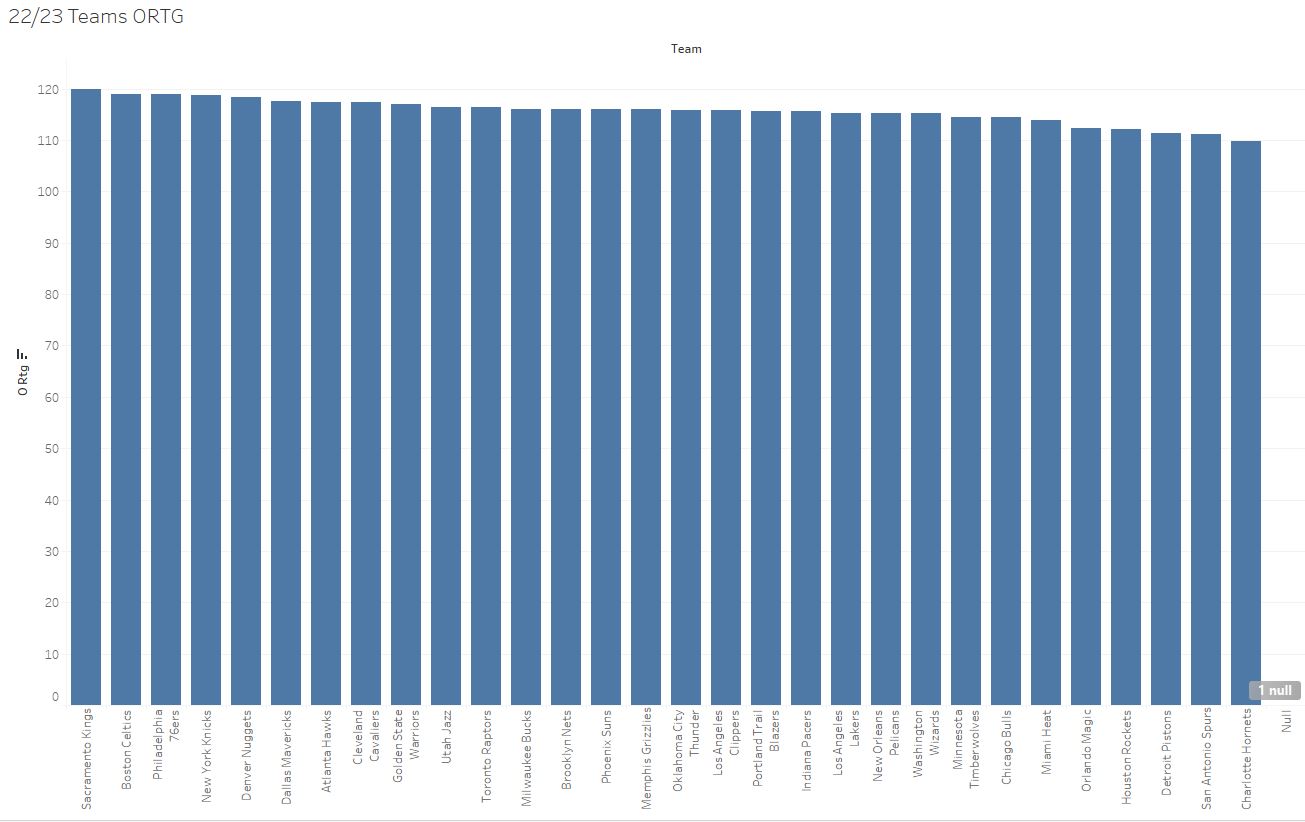 22/23 Teams ORTG
Team
120
110
100
90
80
70
60
50
40
30
20
10
0
O Rtg
1 null
Sacramento Kings
Boston Celtics
Philadelphia
76ers
New York Knicks
Denver Nuggets
Dallas Mavericks
Atlanta Hawks
Cleveland
Cavaliers
Golden State
Warriors
Utah Jazz
Toronto Raptors
Milwaukee Bucks
Brooklyn Nets
Phoenix Suns
Memphis Grizzlies
Oklahoma City
Thunder
Los Angeles
Clippers
Portland Trail
Blazers
Indiana Pacers
Los Angeles
Lakers
New Orleans
Pelicans
Washington
Wizards
Minnesota
Timberwolves
Chicago Bulls
Miami Heat
Orlando Magic
Houston Rockets
Detroit Pistons
San Antonio Spurs
Charlotte Hornets
Null